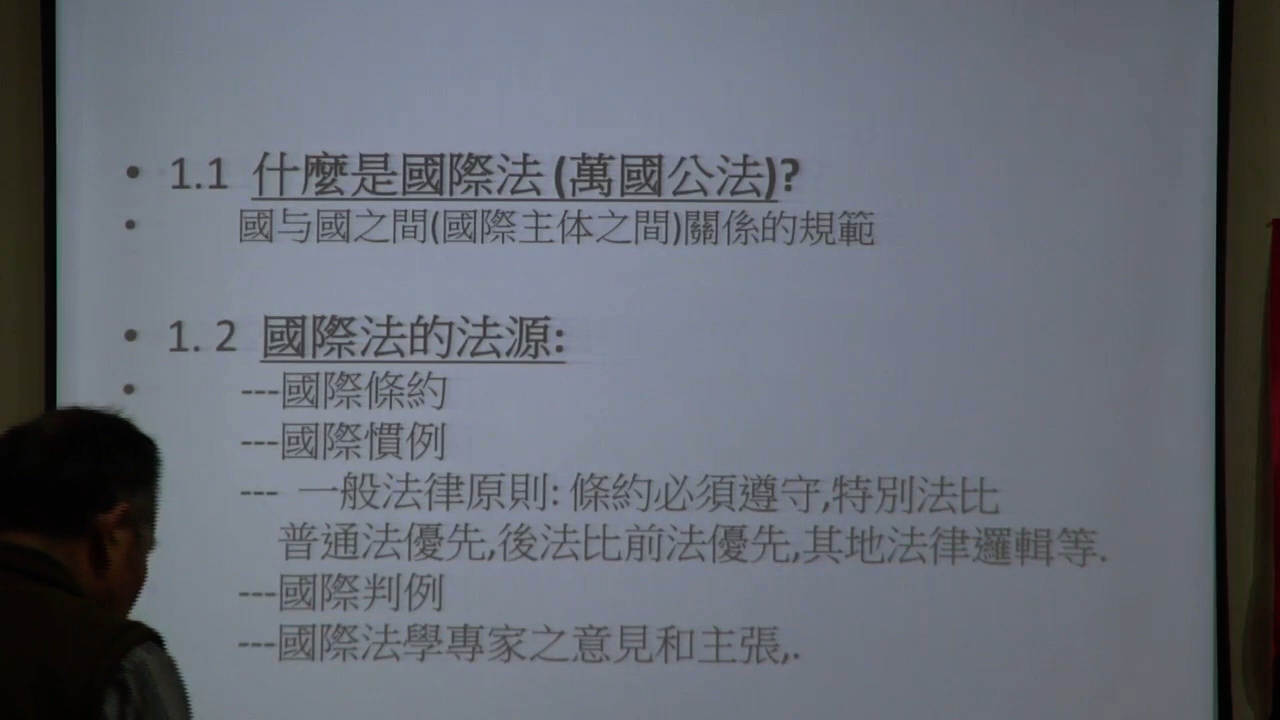 • 1.1 什麼是國際法 (萬國公法)?
• 國与國之間(國際主体之間)關係的規範
• 1. 2 國際法的法源:
• ---國際條約
---國際慣例
--- 一般法律原則: 條約必須遵守,特別法比
普通法優先,後法比前法優先,其地法律邏輯等.
---國際判例
---國際法學專家之意見和主張,.